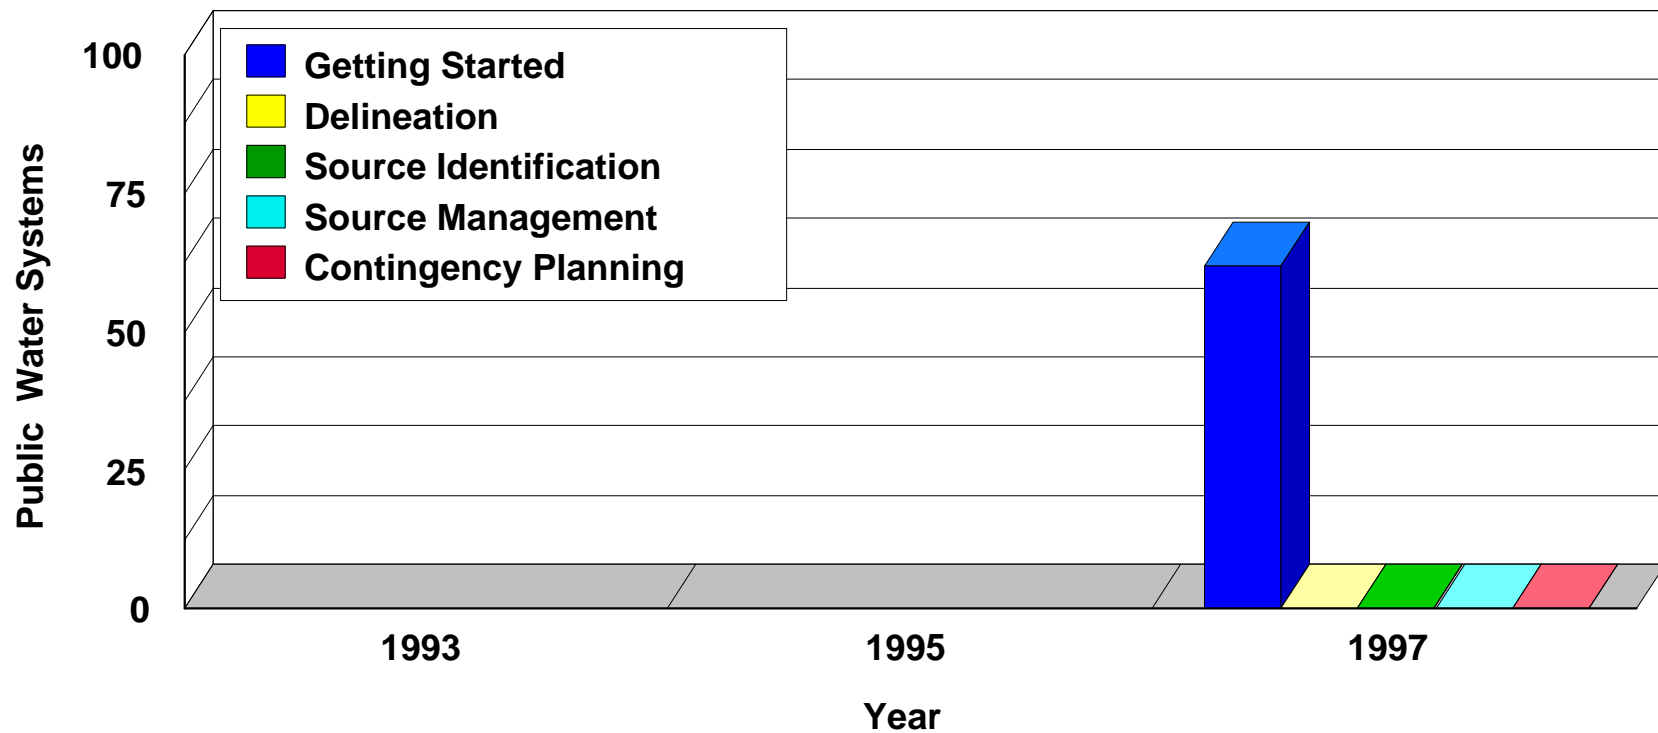 Getting Started
Delineation
Source Identification
Source Management
Contingency Planning
Public Water Systems
100
75
50
25
0
1993 1995 1997
Year